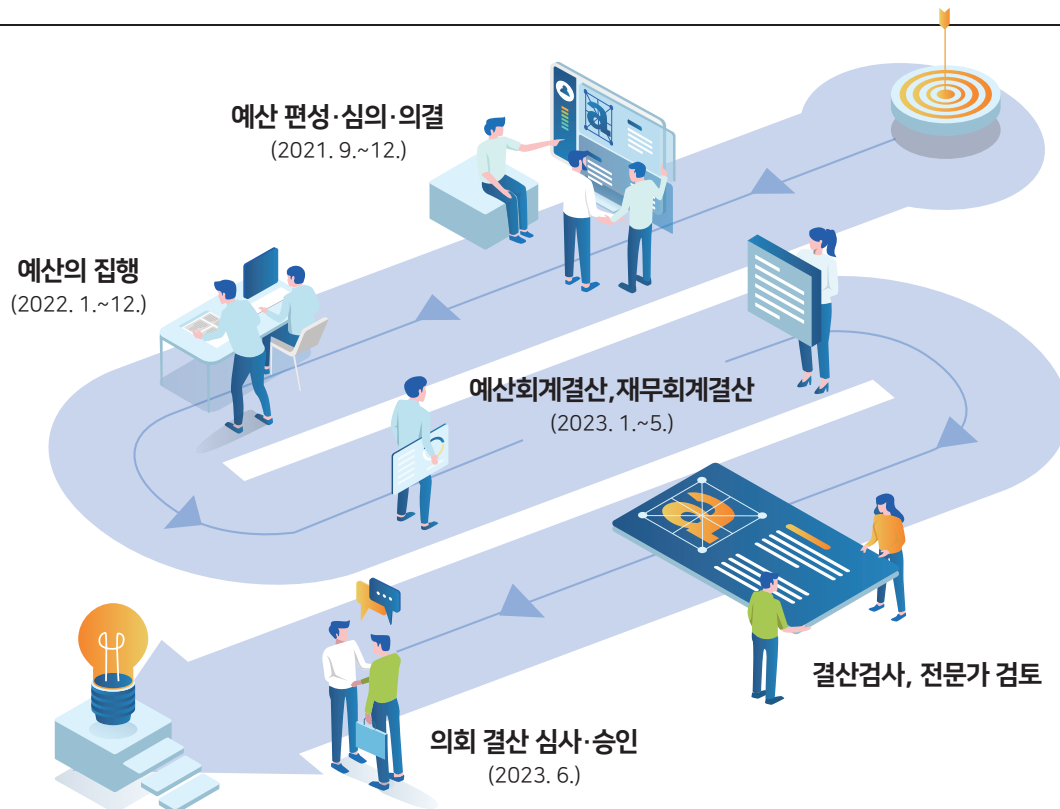 예산 편성·심의·의결
(2021. 9.~12.)
예산의 집행
(2022. 1.~12.)
예산회계결산,재무회계결산
(2023. 1.~5.)
결산검사, 전문가 검토
의회 결산 심사·승인
(2023. 6.)